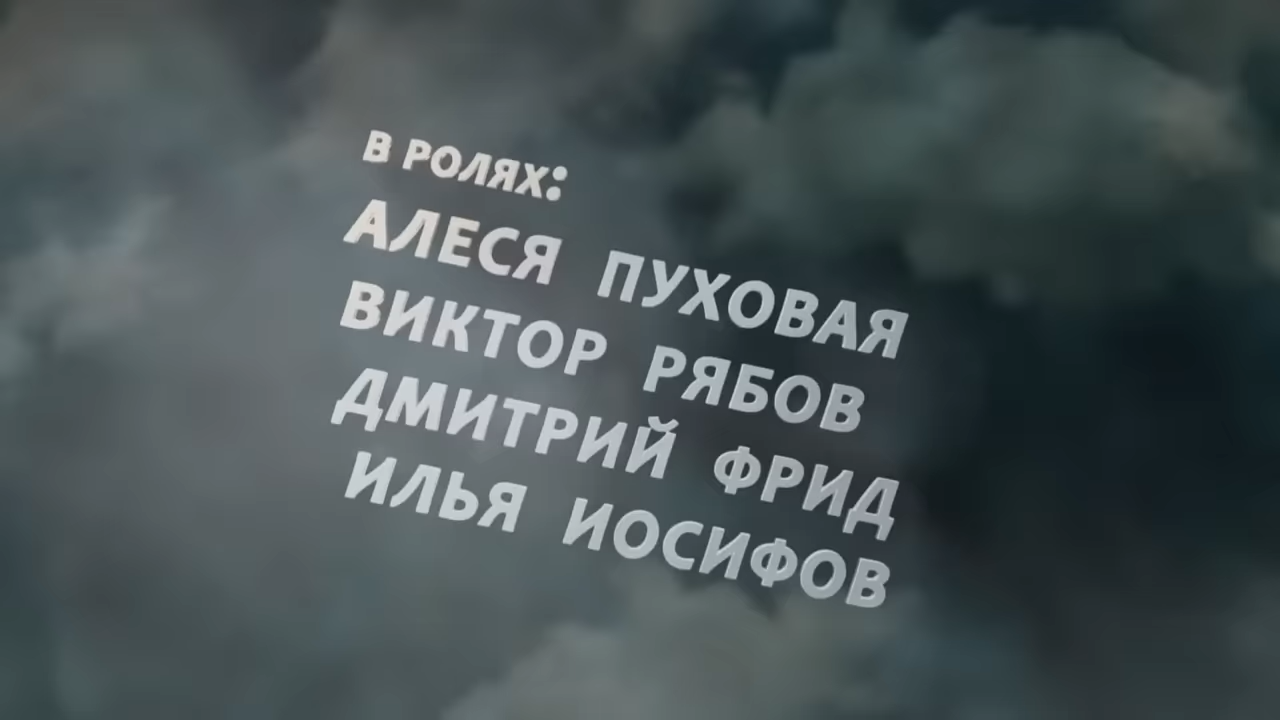 В РОЛЯХ:
АЛЕСЯ ПУХОВАЯ
ВИКТОР РЯБОВ
ДМИТРИЙ ФРИД
ИЛЬЯ ИОСИФОВ